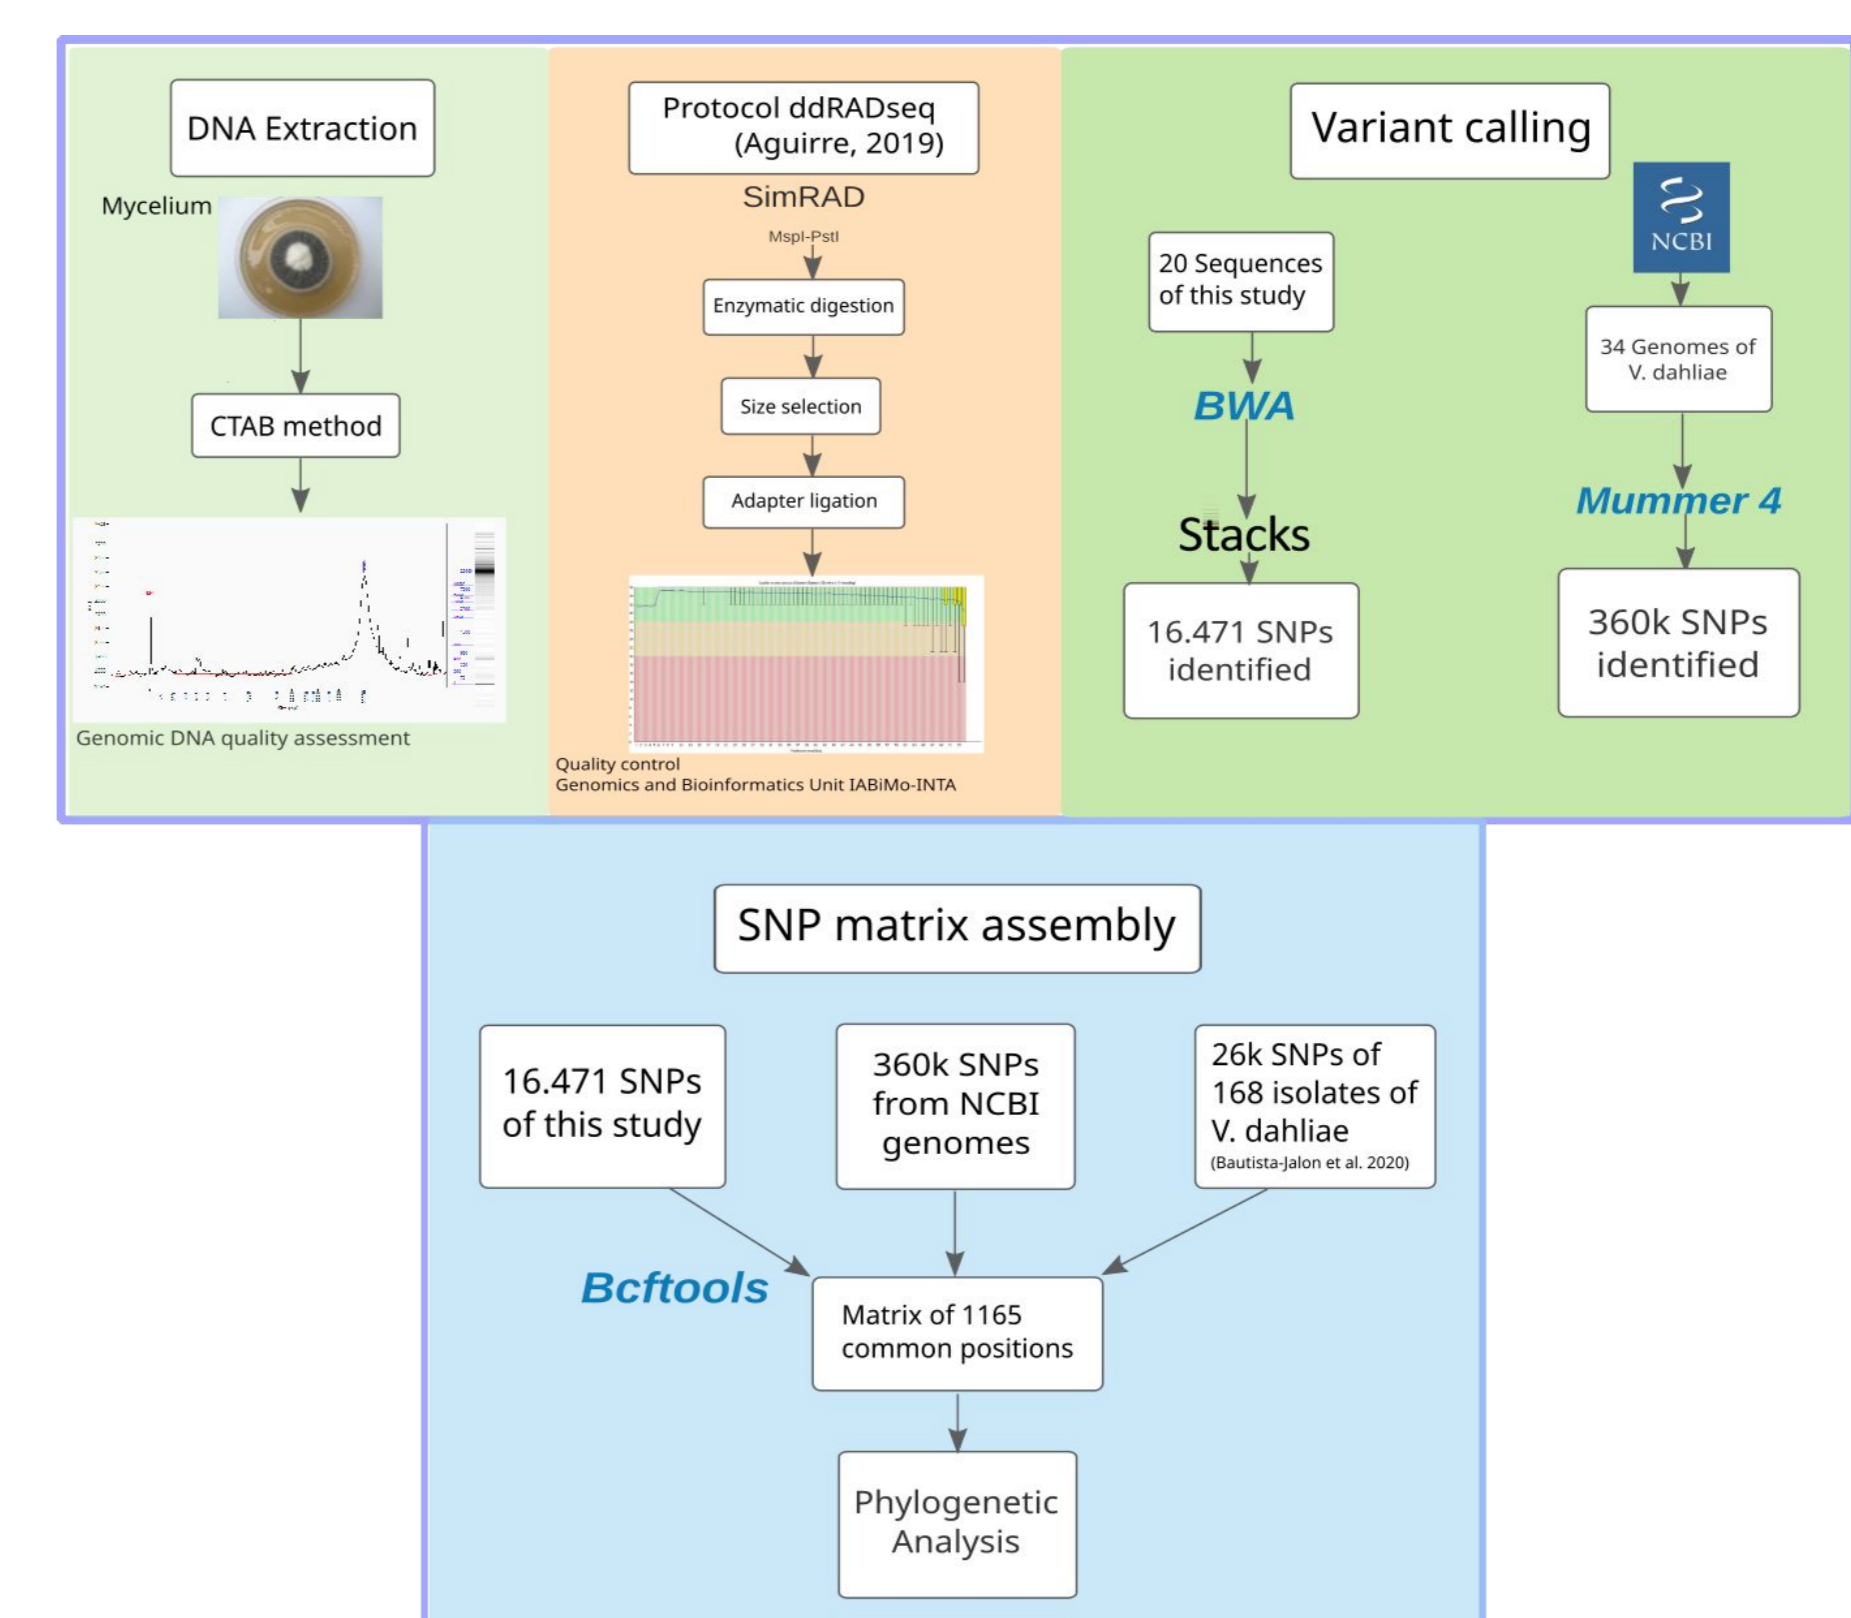 DNA Extraction
Mycelium
CTAB method
Genomic DNA quality assessment
Protocol ddRADseq
(Aguirre, 2019)
SimRAD
MspI-PstI
Enzymatic digestion
Size selection
Adapter ligation
Quality control
Genomics and Bioinformatics Unit IABiMo-INTA
Variant calling
20 Sequences
of this study
BWA
Stacks
16.471 SNPs
identified
NCBI
34 Genomes of
V. dahliae
Mummer 4
360k SNPs
identified
SNP matrix assembly
16.471 SNPs
of this study
360k SNPs
from NCBI
genomes
26k SNPs of
168 isolates of
V. dahliae
(Bautista-Jalon et al. 2020)
Bcftools
Matrix of 1165
common positions
Phylogenetic
Analysis